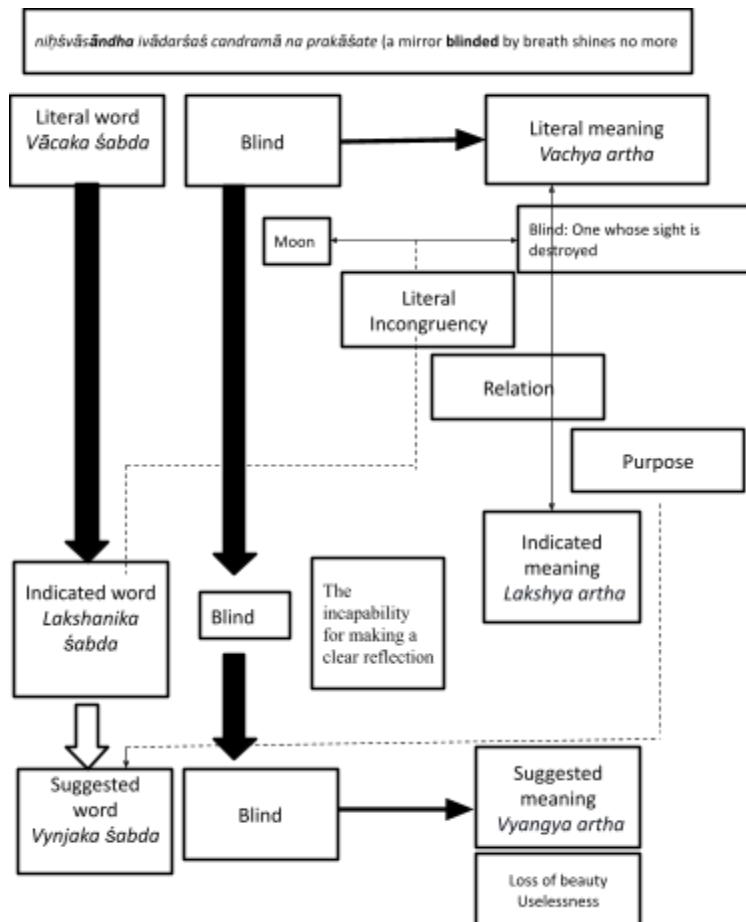 niḥśvāsāndha ivādarśaś candramā na prakāśate (a mirror blinded by breath shines no more
Literal word
Vācaka śabda
Blind
Literal meaning
Vachya artha
Moon
Blind: One whose sight is
destroyed
Literal
Incongruency
Relation
Purpose
Indicated word
Lakshanika
śabda
Blind
The
incapability
for making a
clear reflection
Indicated
meaning
Lakshya artha
Suggested
word
Vynjaka śabda
Blind
Suggested
meaning
Vyangya artha
Loss of beauty
Uselessness